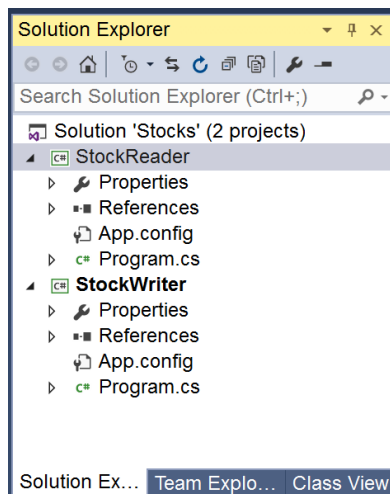 Solution Explorer
Search Solution Explorer (Ctrl+;)
Solution 'Stocks' (2 projects)
C# StockReader
Properties
References
App.config
C# Program.cs
C# StockWriter
Properties
References
App.config
C# Program.cs
Solution Ex... Team Explo... Class View